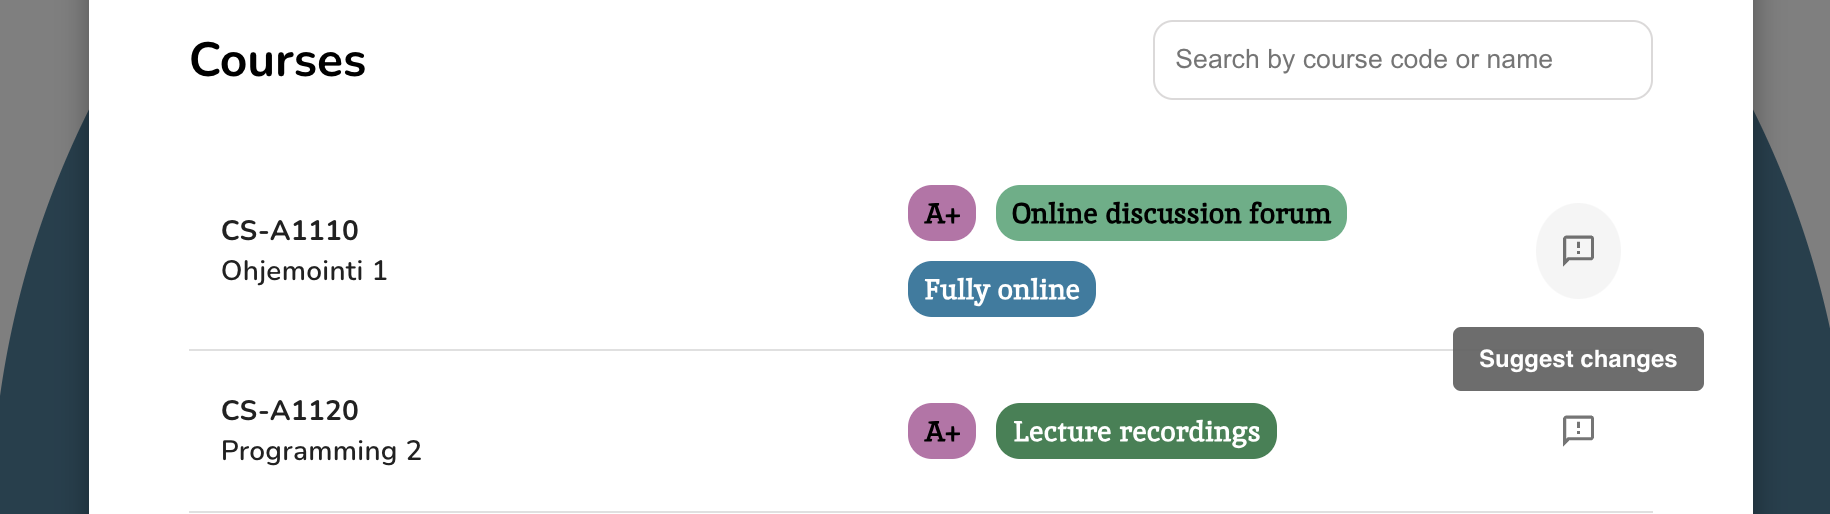 Courses
Search by course code or name
CS-A1110
Ohjemointi 1
A+
Online discussion forum
Fully online
Suggest changes
CS-A1120
Programming 2
A+
Lecture recordings